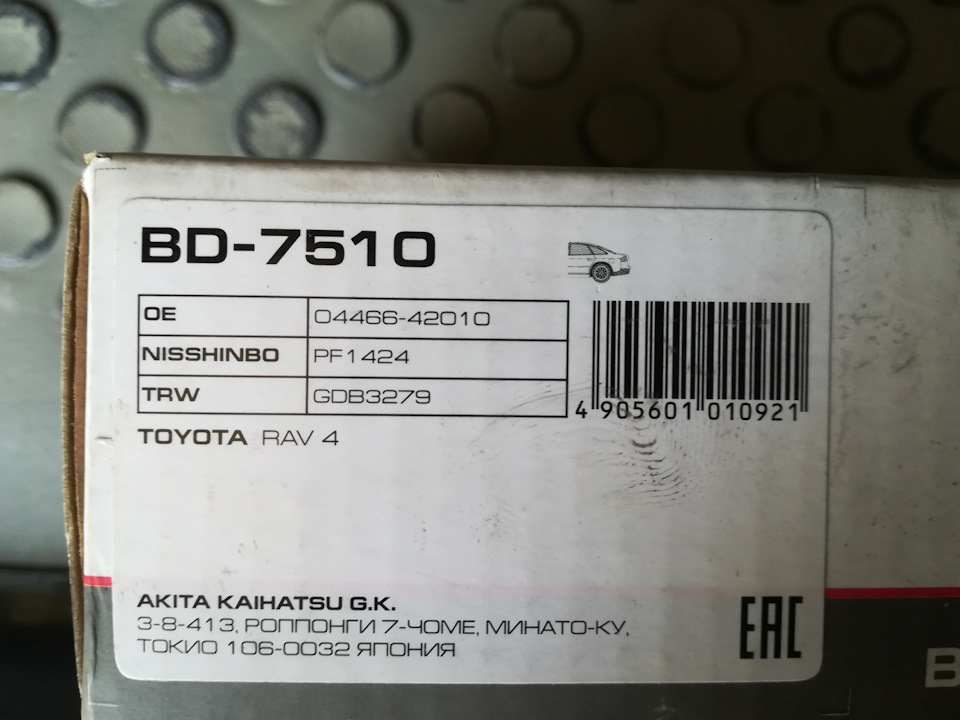 BD-7510
OE 04466-42010
NISSHINBO PF1424
TRW GDB3279
4 905601 010921
TOYOTA RAV 4
AKITA KAIHATSU G.K.
3-8-413, РОППОНГИ 7-ЧОМЕ, МИНАТО-КУ,
ТОКИО 106-0032 ЯПОНИЯ
EAC